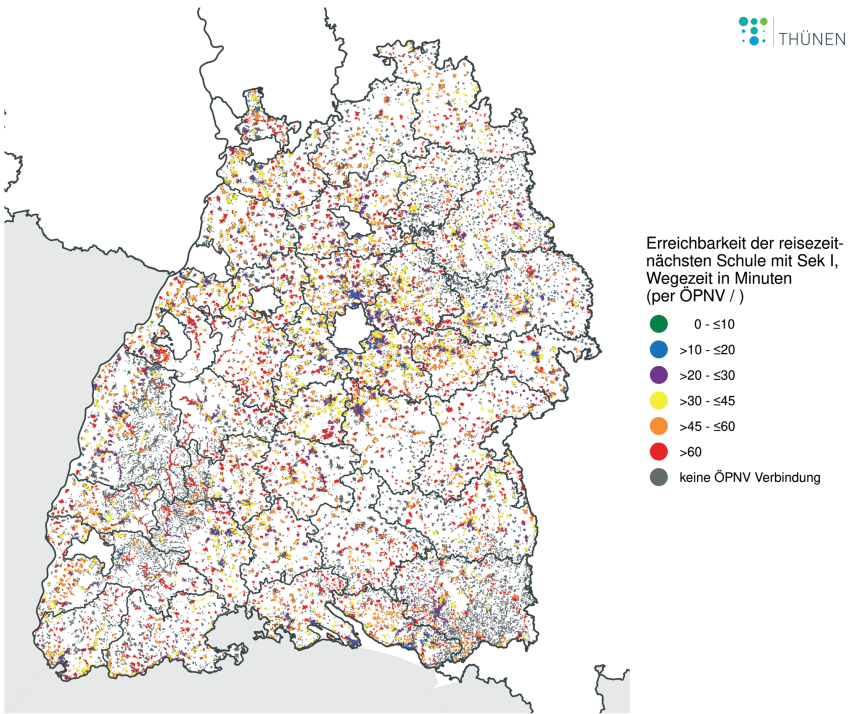 THÜNEN
Erreichbarkeit der reisezeit-
nächsten Schule mit Sek I,
Wegezeit in Minuten
(per ÖPNV / )
0 - ≤10
>10 - ≤20
>20 - ≤30
>30 - ≤45
>45 - ≤60
>60
keine ÖPNV Verbindung